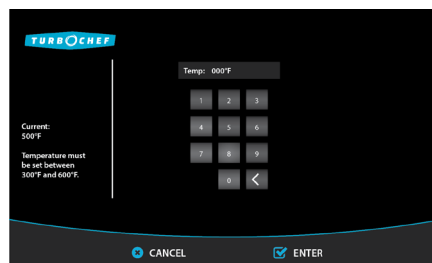 TURBOCHEF
Temp: 000°F
1 2 3
Current:
500°F
4 5 6
Temperature must
be set between
300°F and 600°F.
7 8 9
0 <
CANCEL ENTER